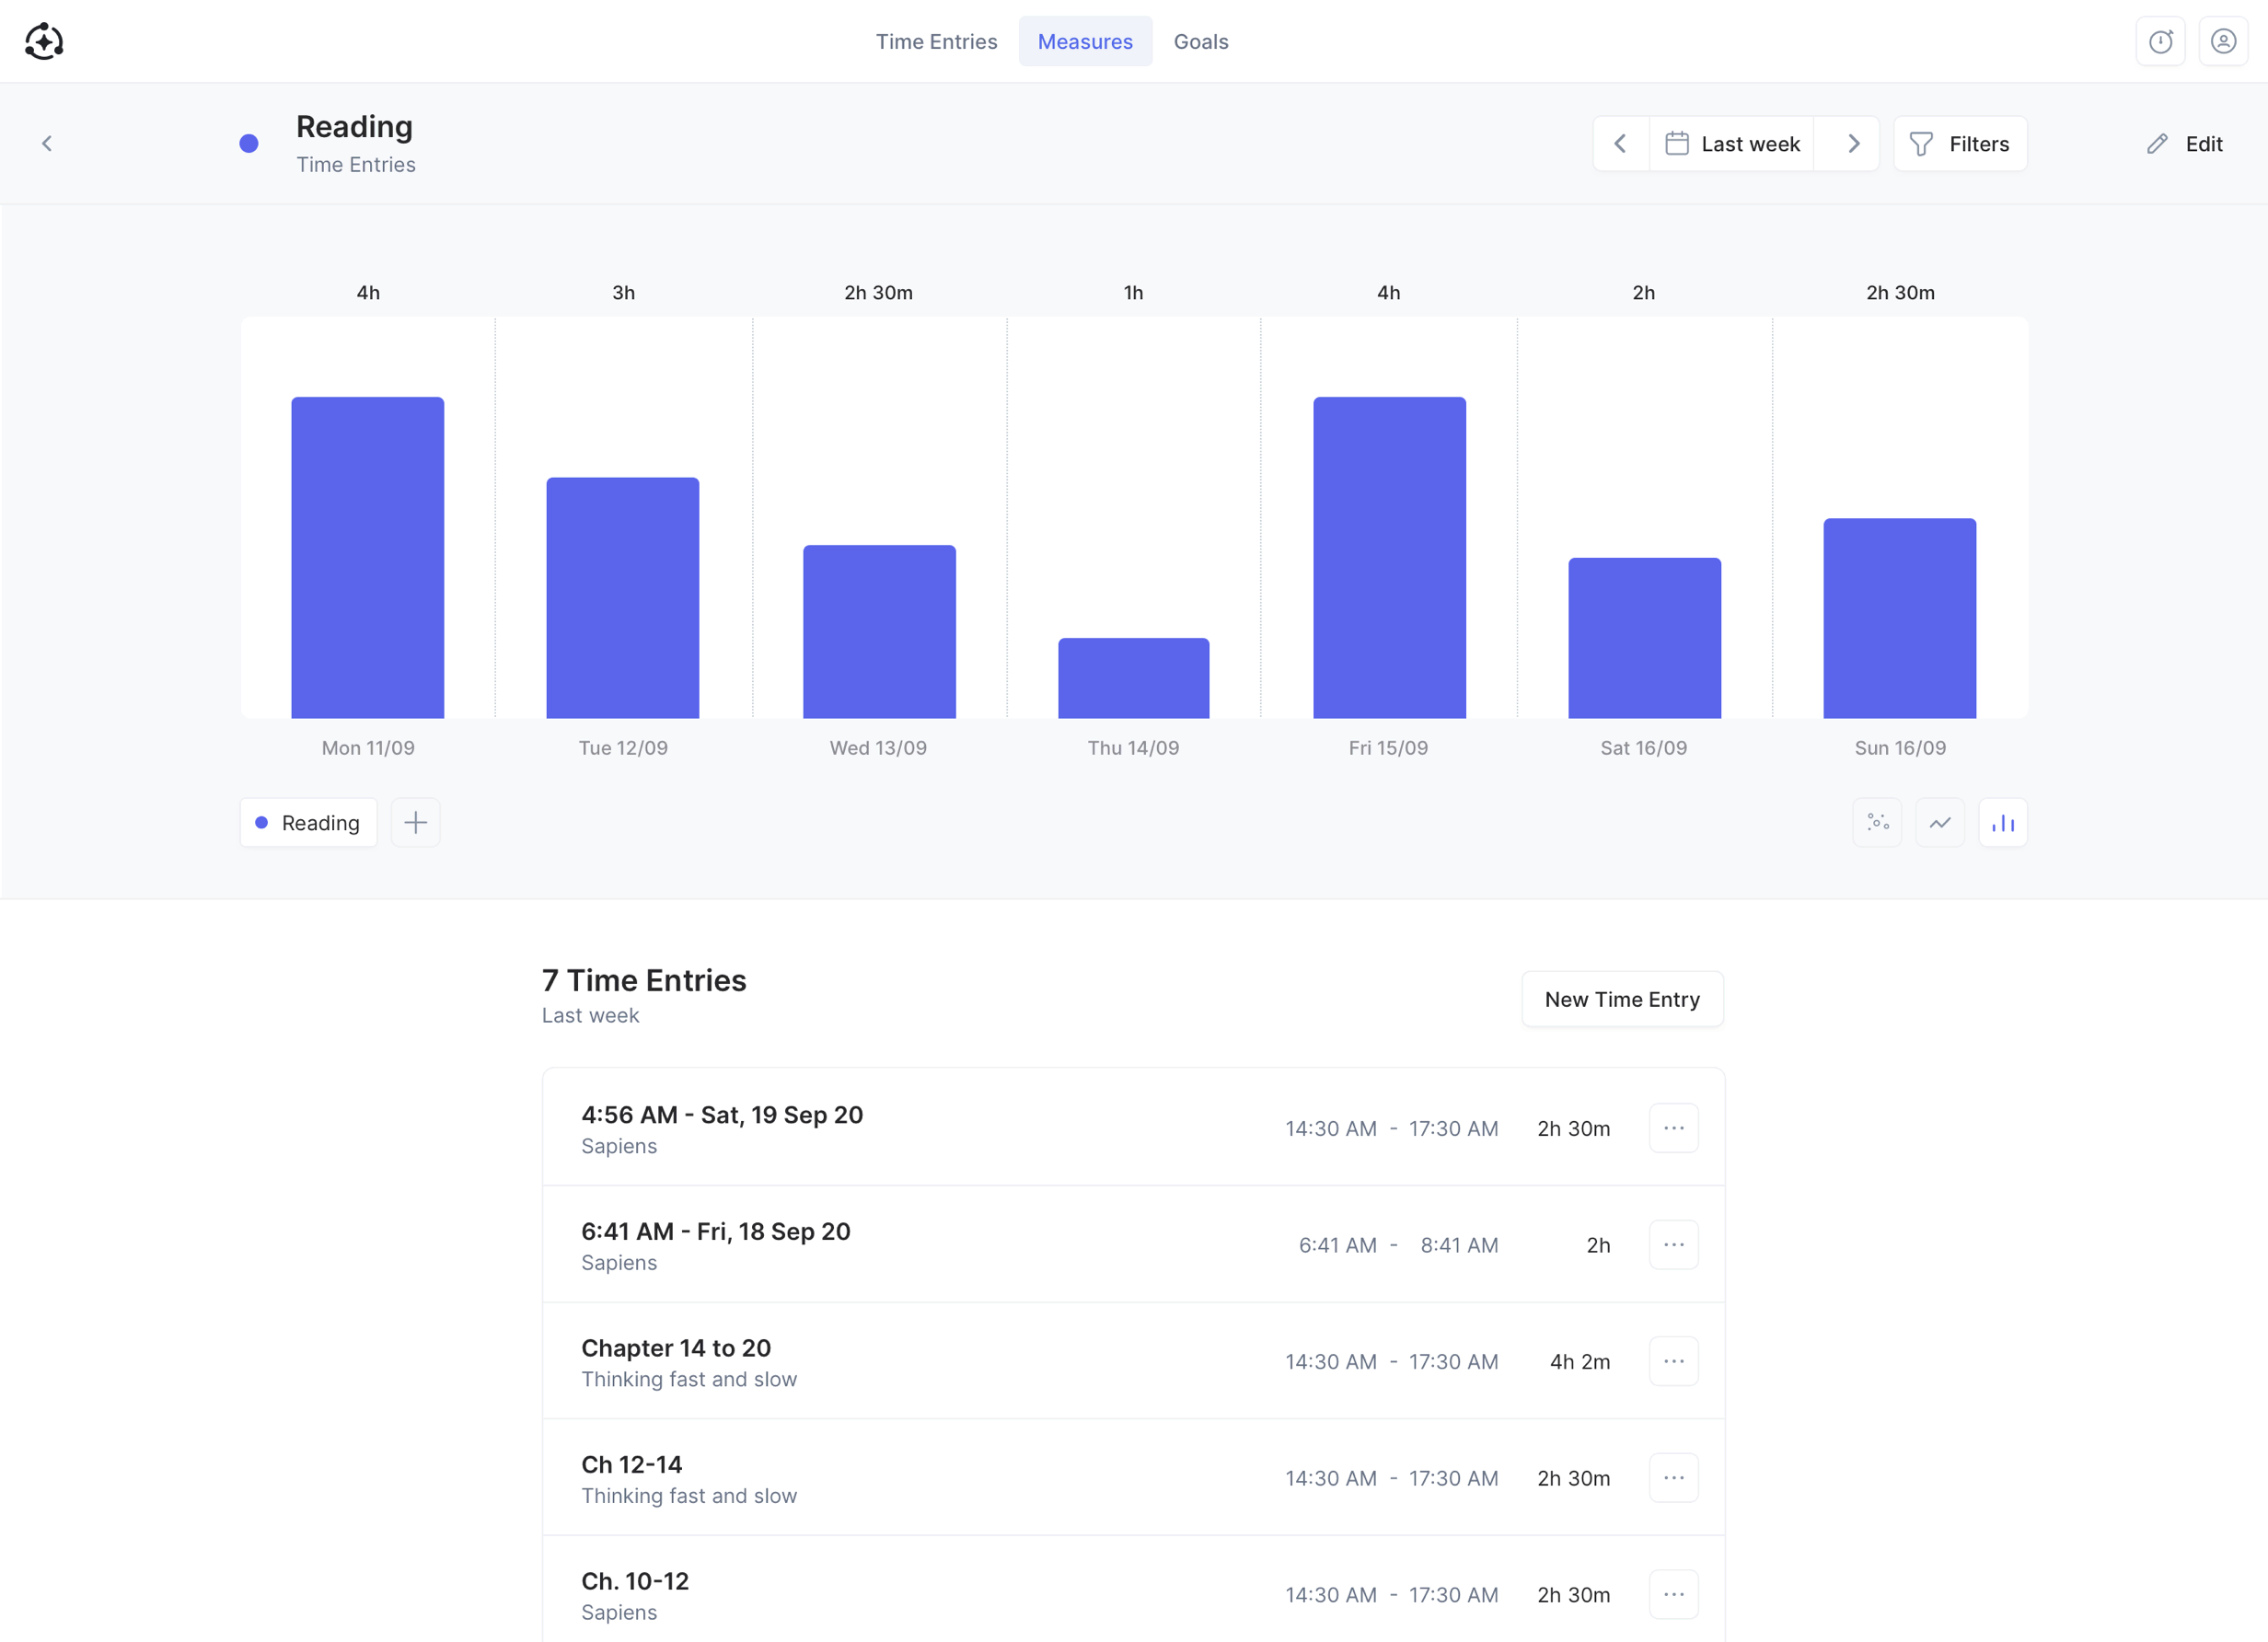 Time Entries
Measures
Goals
Reading
Time Entries
Last week
Filters
Edit
4h
3h
2h 30m
1h
4h
2h
2h 30m
Mon 11/09
Tue 12/09
Wed 13/09
Thu 14/09
Fri 15/09
Sat 16/09
Sun 16/09
Reading
7 Time Entries
Last week
New Time Entry
4:56 AM - Sat, 19 Sep 20
Sapiens
14:30 AM - 17:30 AM
2h 30m
6:41 AM - Fri, 18 Sep 20
Sapiens
6:41 AM - 8:41 AM
2h
Chapter 14 to 20
Thinking fast and slow
14:30 AM - 17:30 AM
4h 2m
Ch 12-14
Thinking fast and slow
14:30 AM - 17:30 AM
2h 30m
Ch. 10-12
Sapiens
14:30 AM - 17:30 AM
2h 30m